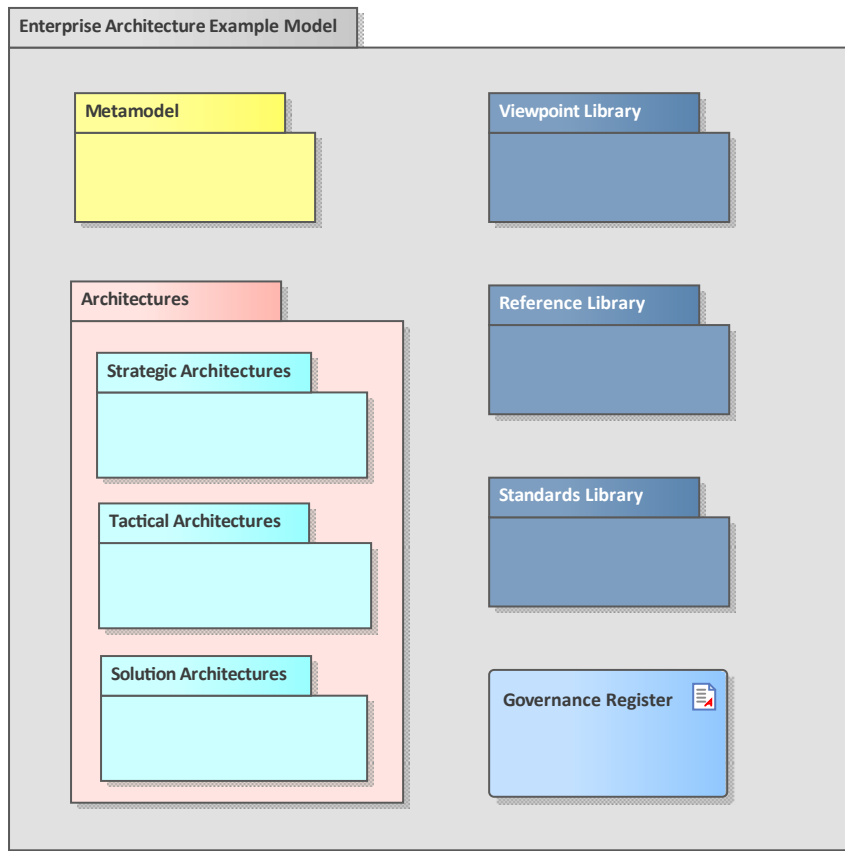 Enterprise Architecture Example Model
Metamodel
Viewpoint Library
Architectures
Reference Library
Strategic Architectures
Tactical Architectures
Standards Library
Solution Architectures
Governance Register